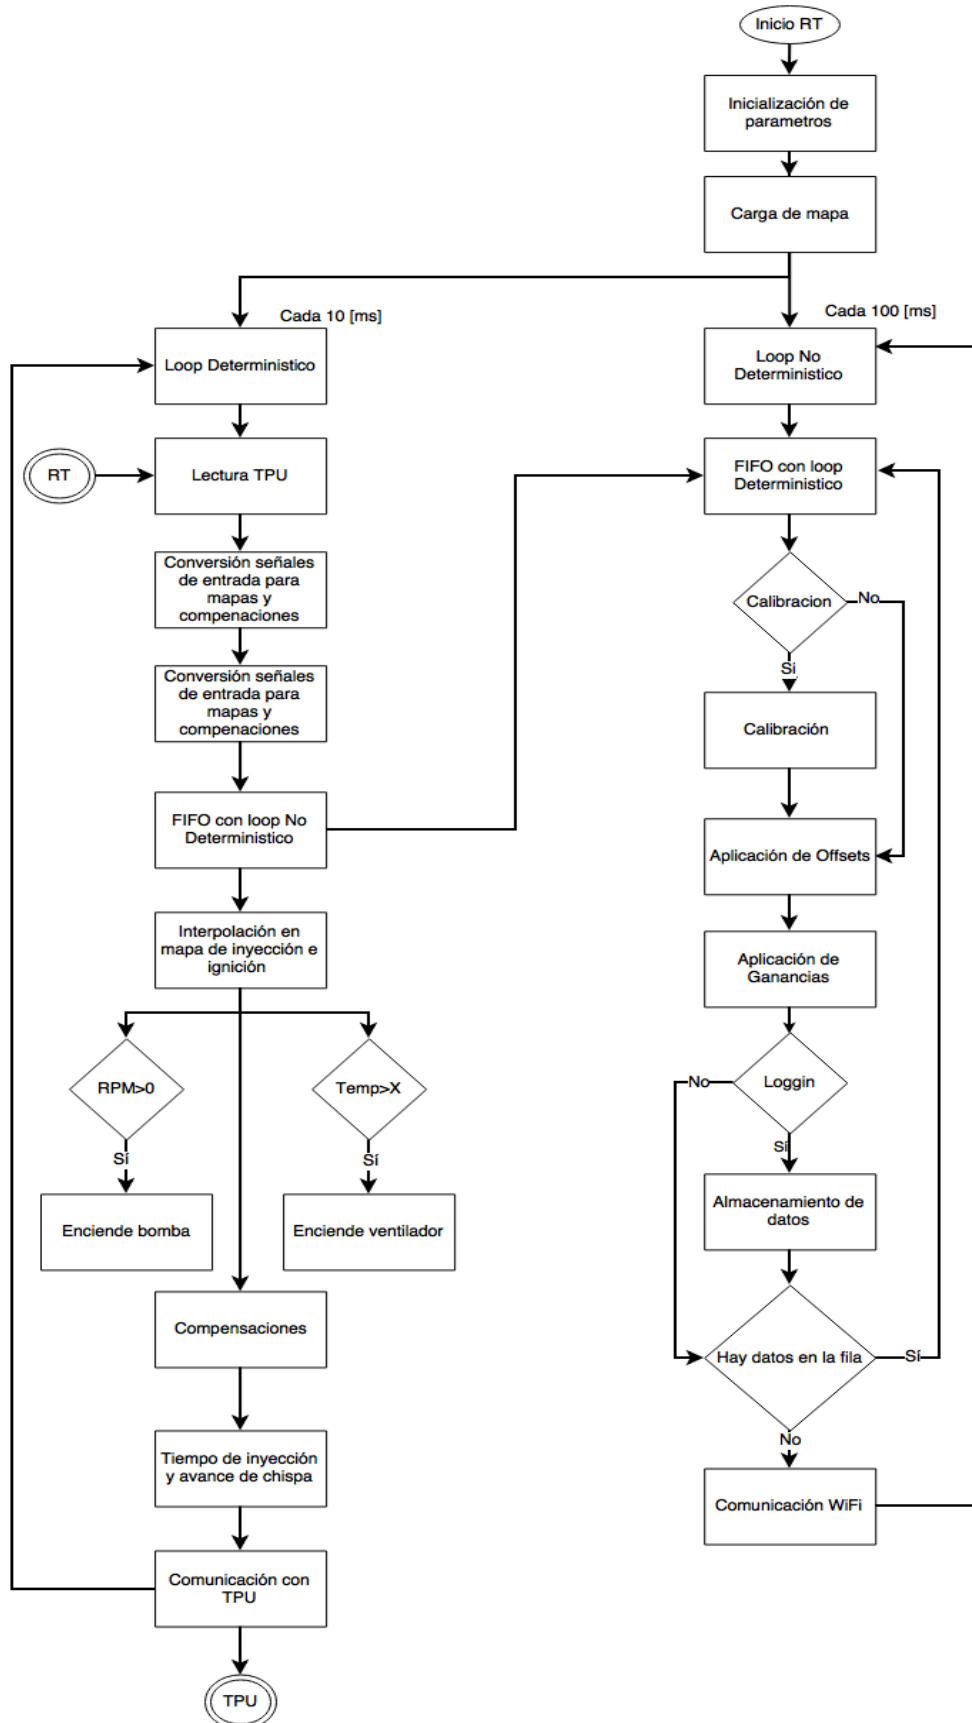 Inicio RT
Inicialización de
parametros
Carga de mapa
Cada 10 [ms]
Loop Deterministico
RT
Lectura TPU
Conversión señales
de entrada para
mapas y
compenaciones
Conversión señales
de entrada para
mapas y
compenaciones
FIFO con loop No
Deterministico
Interpolación en
mapa de inyección e
ignición
RPM>0
Sí
Enciende bomba
Temp>X
Sí
Enciende ventilador
Compensaciones
Tiempo de inyección
y avance de chispa
Comunicación con
TPU
TPU
Cada 100 [ms]
Loop No
Deterministico
FIFO con loop
Deterministico
Calibracion
No
Si
Calibración
Aplicación de Offsets
Aplicación de
Ganancias
Loggin
No
Sí
Almacenamiento de
datos
Hay datos en la fila
Sí
No
Comunicación WiFi